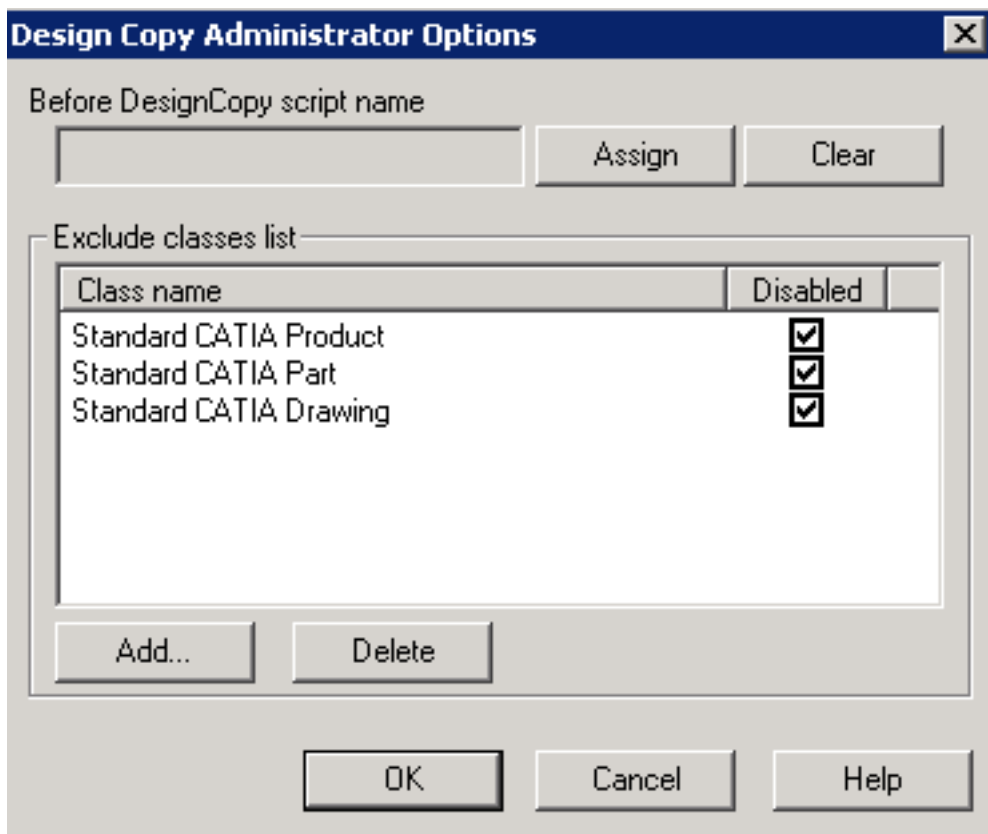 Design Copy Administrator Options
Before DesignCopy script name
Assign Clear
Exclude classes list
Class name Disabled
Standard CATIA Product
Standard CATIA Part
Standard CATIA Drawing
Add... Delete
OK Cancel Help